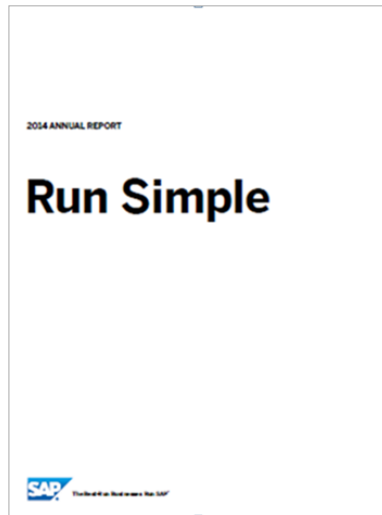 2014 ANNUAL REPORT
Run Simple
SAP
The Best-Run Businesses Run SAP®